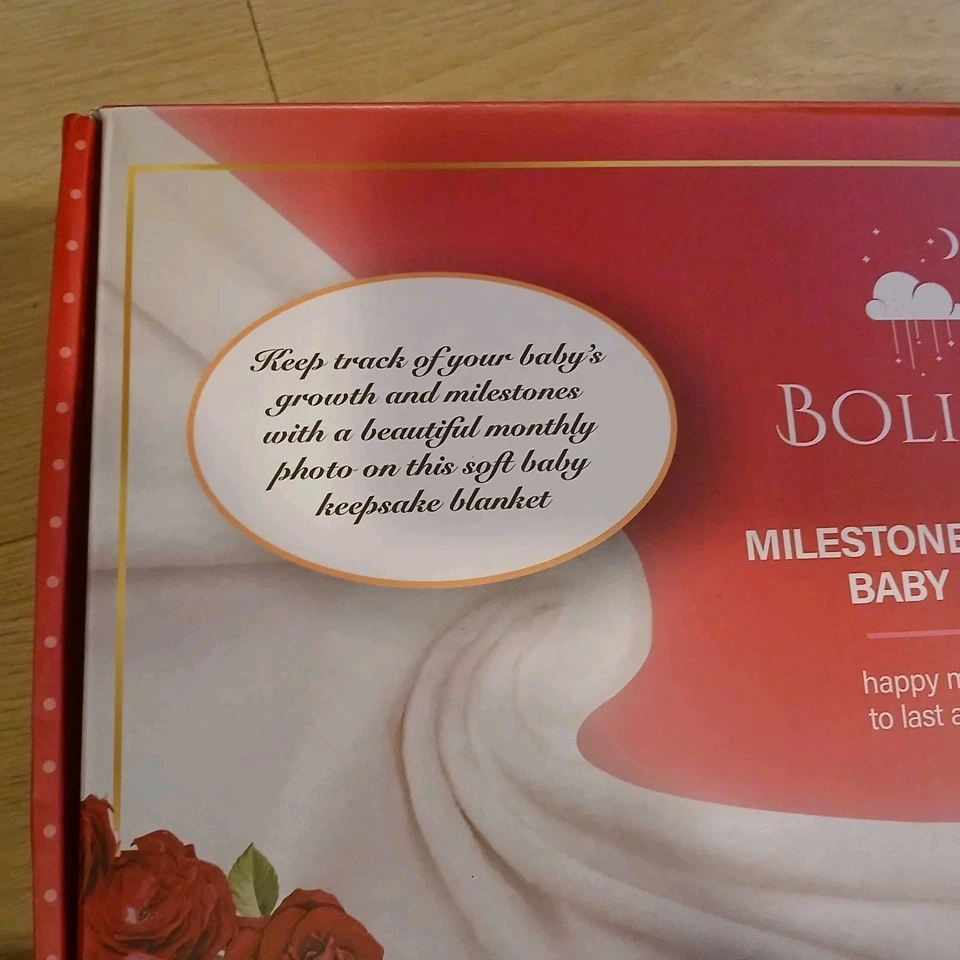 Keep track of your baby's
growth and milestones
with a beautiful monthly
photo on this soft baby
keepsake blanket
BOLI
MILESTONE
BABY
happy
to last